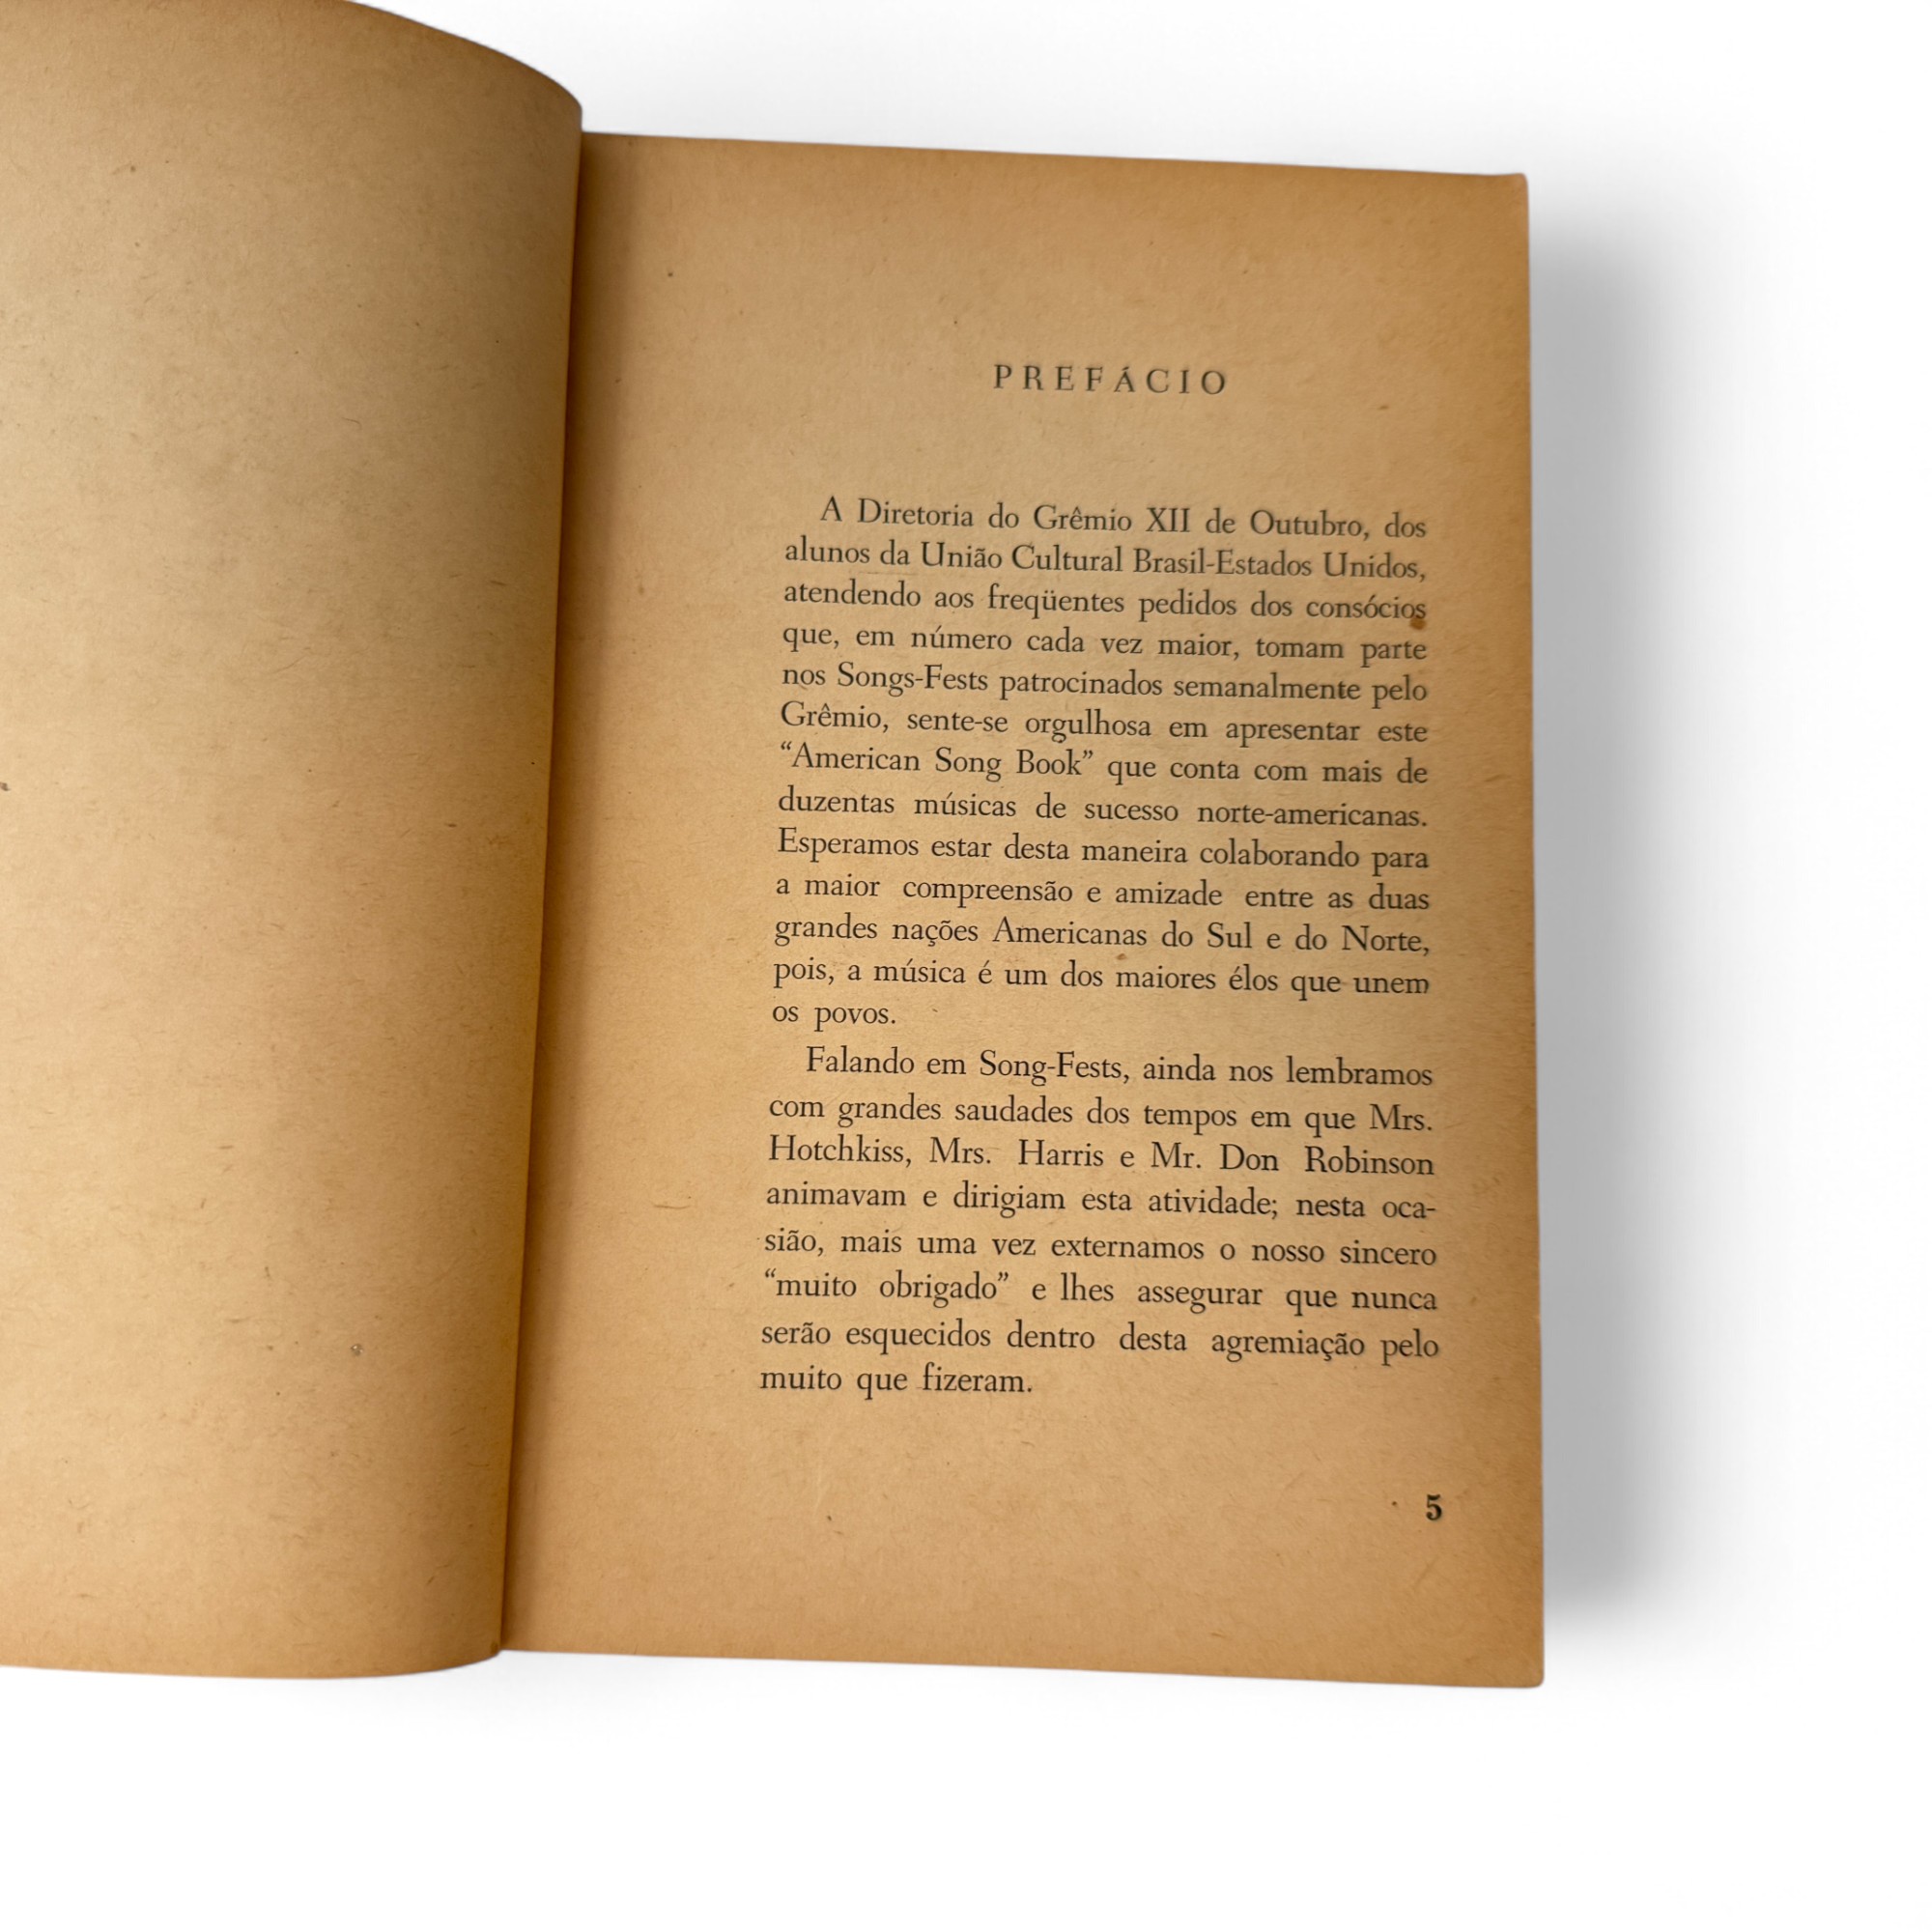 PREFÁCIO
A Diretoria do Grêmio XII de Outubro, dos
alunos da União Cultural Brasil-Estados Unidos,
atendendo aos freqüentes pedidos dos consócios
que, em número cada vez maior, tomam parte
nos Songs-Fests patrocinados semanalmente pelo
Grêmio, sente-se orgulhosa em apresentar este
“American Song Book” que conta com mais de
duzentas músicas de sucesso norte-americanas.
Esperamos estar desta maneira colaborando para
a maior compreensão e amizade entre as duas
grandes nações Americanas do Sul e do Norte,
pois, a música é um dos maiores élos que unem
os povos.
Falando em Song-Fests, ainda nos lembramos
com grandes saudades dos tempos em que Mrs.
Hotchkiss, Mrs. Harris e Mr. Don Robinson
animavam e dirigiam esta atividade; nesta oca-
sião, mais uma vez externamos o nosso sincero
“muito obrigado” e lhes assegurar que nunca
serão esquecidos dentro desta agremiação pelo
muito que fizeram.
5